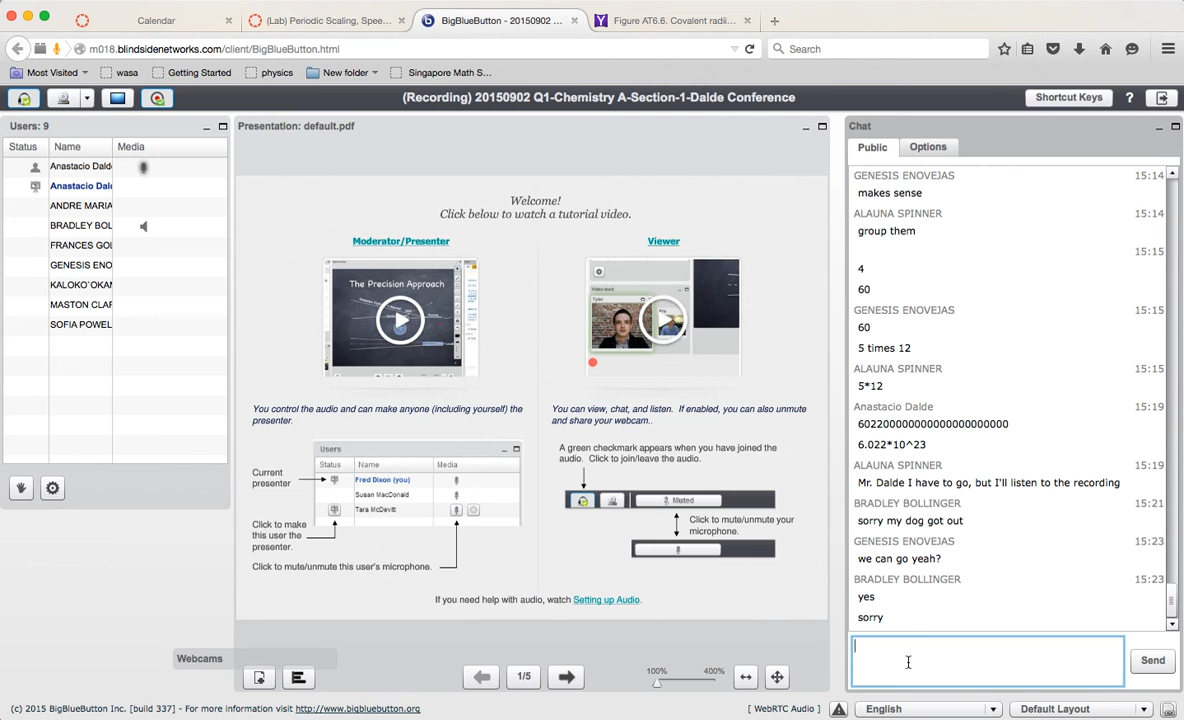 Calendar
(Lab) Periodic Scaling, Spee...
BigBlueButton - 20150902 ...
Figure AT6.6. Covalent radi...
m018.blindsidenetworks.com/client/BigBlueButton.html
Search
Most Visited
wasa
Getting Started
physics
New folder
Singapore Math S...
(Recording) 20150902 Q1-Chemistry A-Section-1-Dalde Conference
Shortcut Keys
?
Users: 9
Status Name Media
Anastacio Dald
Anastacio Dal
ANDRE MARIA
BRADLEY BOL
FRANCES GOI
GENESIS ENO
KALOKO`OKAI
MASTON CLAF
SOFIA POWEL
Presentation: default.pdf
Welcome!
Click below to watch a tutorial video.
Moderator/Presenter
Viewer
The Precision Approach
Video dock
Tyler
You control the audio and can make anyone (including yourself) the
presenter.
You can view, chat, and listen. If enabled, you can also unmute
and share your webcam..
Users
Status Name Media
Fred Dixon (you)
Susan MacDonald
Tara McDevitt
Current
presenter
Click to make
this user the
presenter.
Click to mute/unmute this user's microphone.
A green checkmark appears when you have joined the
audio. Click to join/leave the audio.
Muted
Click to mute/unmute your
microphone.
If you need help with audio, watch Setting up Audio.
Webcams
1/5
100% 400%
Chat
Public
Options
GENESIS ENOVEJAS 15:14
makes sense
ALAUNA SPINNER 15:14
group them
15:15
4
60
GENESIS ENOVEJAS 15:15
60
5 times 12
ALAUNA SPINNER 15:15
5*12
Anastacio Dalde 15:19
602200000000000000000000
6.022*10^23
ALAUNA SPINNER 15:19
Mr. Dalde I have to go, but I'll listen to the recording
BRADLEY BOLLINGER 15:21
sorry my dog got out
GENESIS ENOVEJAS 15:23
we can go yeah?
BRADLEY BOLLINGER 15:23
yes
sorry
Send
(c) 2015 BigBlueButton Inc. [build 337] - For more information visit http://www.bigbluebutton.org
[ WebRTC Audio ]
English
Default Layout